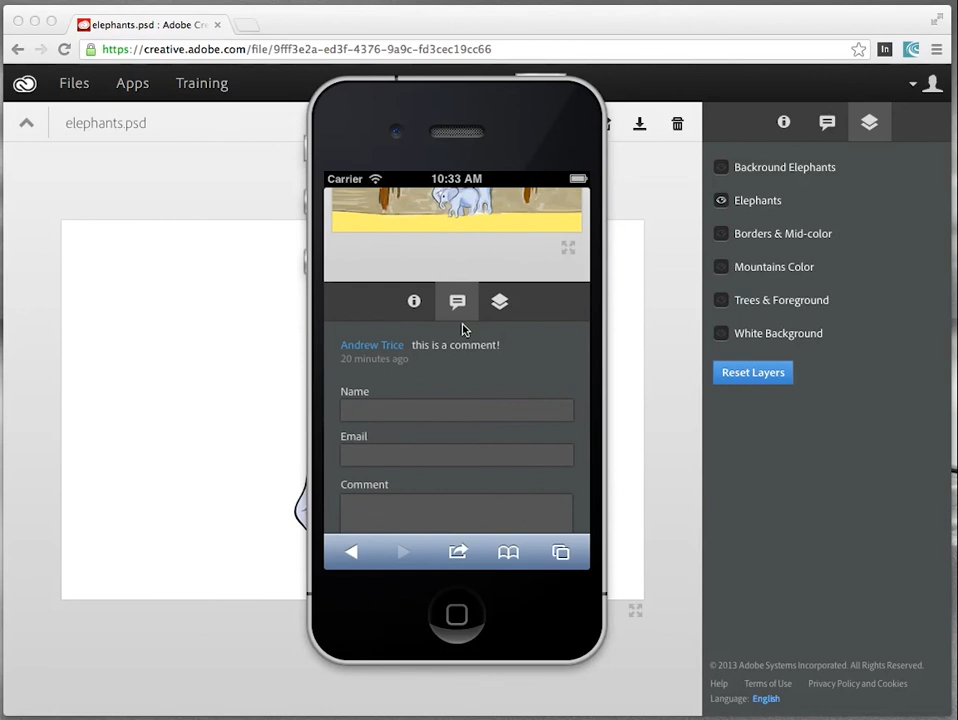 elephants.psd : Adobe Cre
https://creative.adobe.com/file/9fff3e2a-ed3f-4376-9a9c-fd3cec19cc66
In
Files
Apps
Training
elephants.psd
Carrier
10:33 AM
Andrew Trice this is a comment!
20 minutes ago
Name
Email
Comment
Backround Elephants
Elephants
Borders & Mid-color
Mountains Color
Trees & Foreground
White Background
Reset Layers
© 2013 Adobe Systems Incorporated. All Rights Reserved.
Help Terms of Use Privacy Policy and Cookies
Language: English